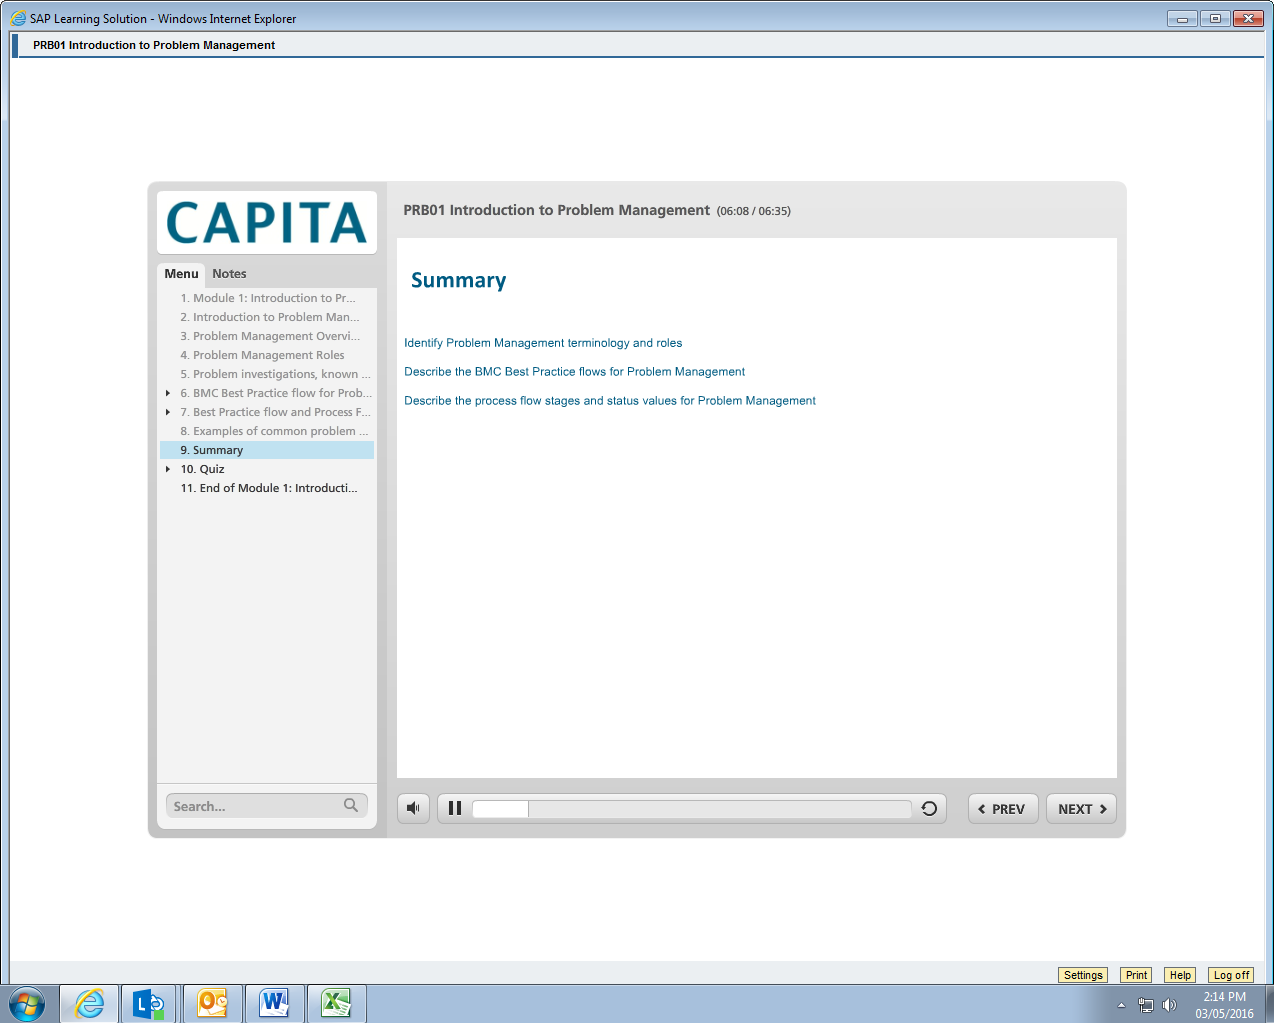 SAP Learning Solution - Windows Internet Explorer
PRB01 Introduction to Problem Management
CAPITA
PRB01 Introduction to Problem Management (06:08 / 06:35)
Menu Notes
1. Module 1: Introduction to Pr...
2. Introduction to Problem Man...
3. Problem Management Overvi...
4. Problem Management Roles
5. Problem investigations, known ...
6. BMC Best Practice flow for Prob...
7. Best Practice flow and Process F...
8. Examples of common problem ...
9. Summary
10. Quiz
11. End of Module 1: Introducti...
Summary
Identify Problem Management terminology and roles
Describe the BMC Best Practice flows for Problem Management
Describe the process flow stages and status values for Problem Management
Search...
PREV NEXT
Settings Print Help Log off
2:14 PM
03/05/2016